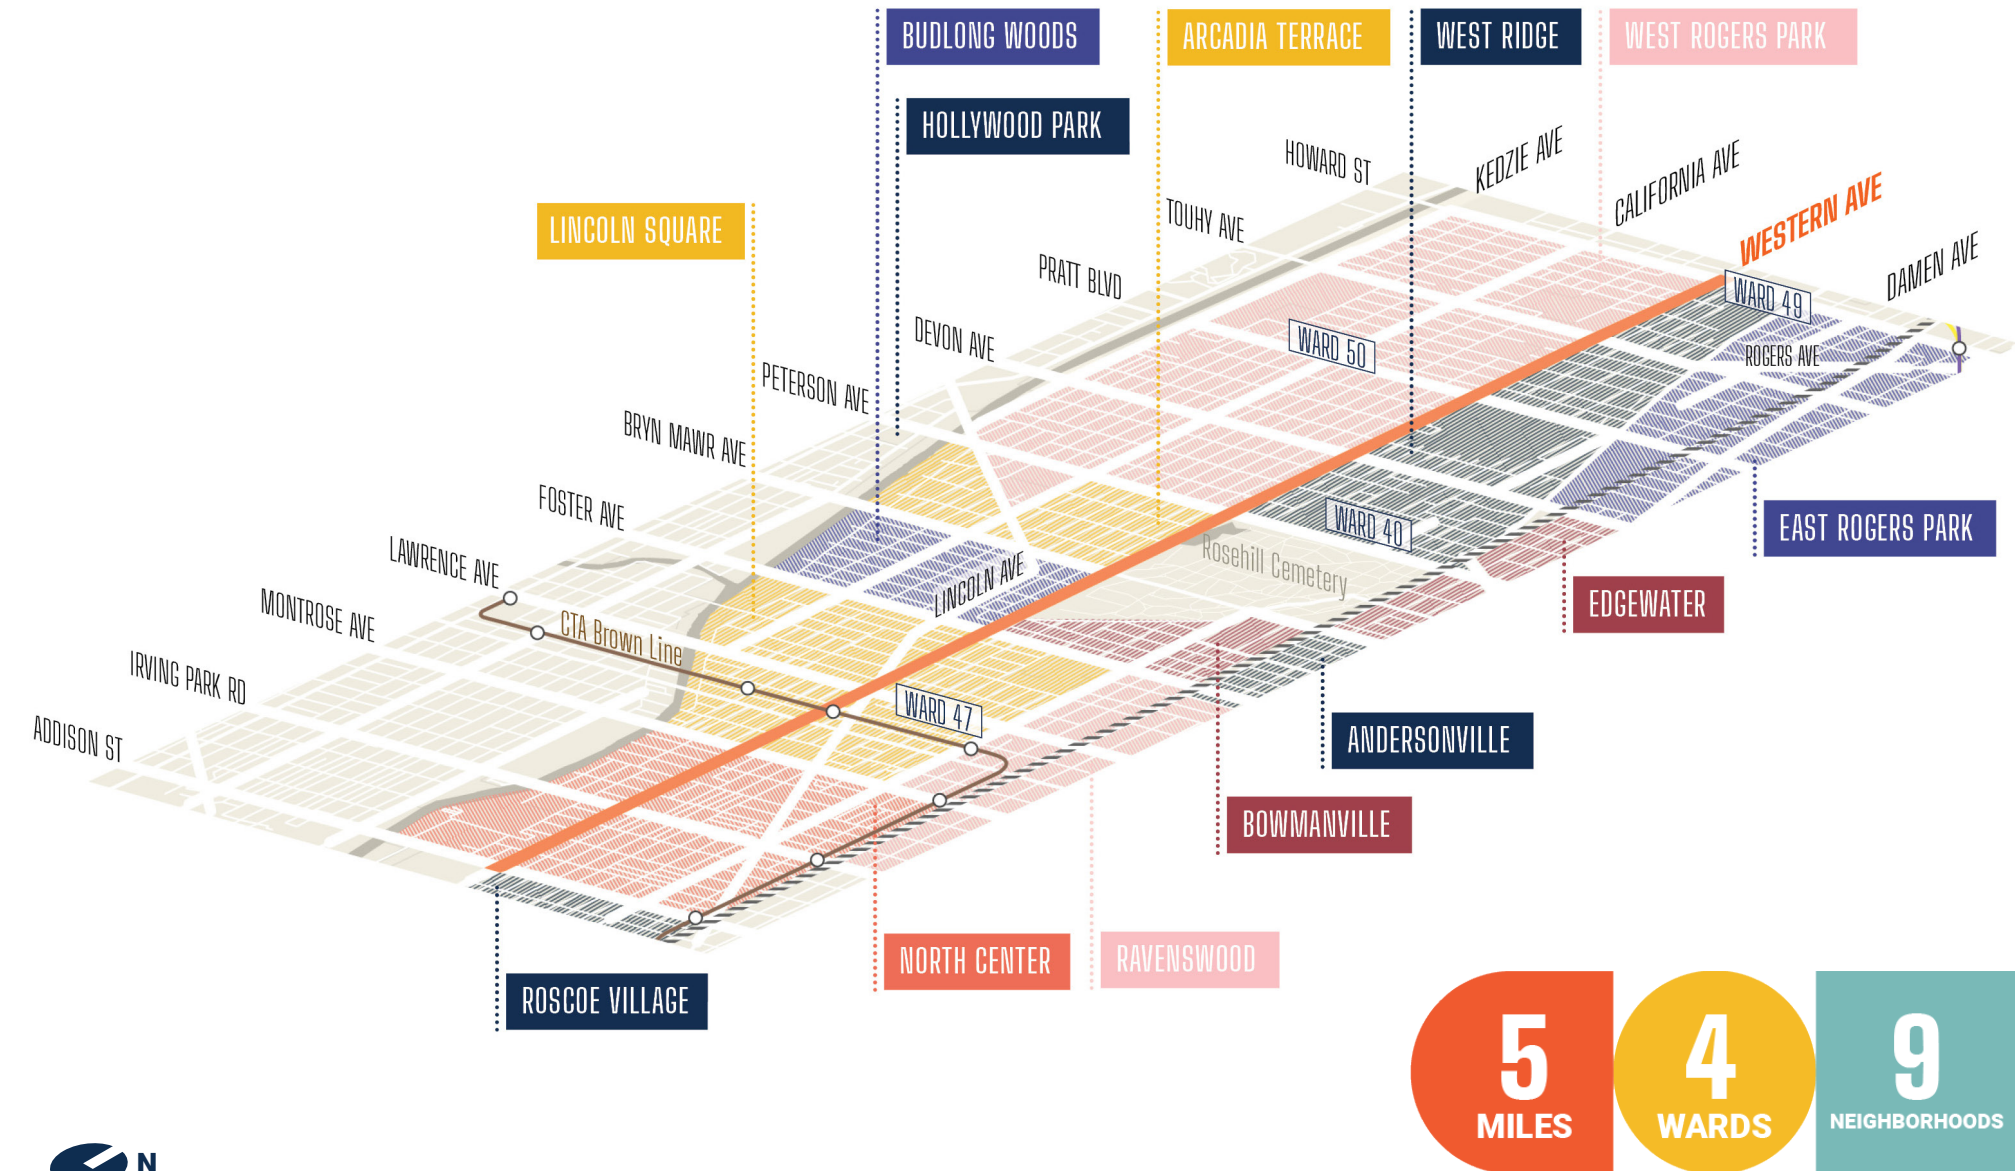 BUDLONG WOODS
ARCADIA TERRACE
WEST RIDGE
WEST ROGERS PARK
HOLLYWOOD PARK
LINCOLN SQUARE
HOWARD ST
KEDZIE AVE
CALIFORNIA AVE
WESTERN AVE
DAMEN AVE
TOUHY AVE
PRATT BLVD
DEVON AVE
PETERSON AVE
BRYN MAWR AVE
FOSTER AVE
LAWRENCE AVE
MONTROSE AVE
IRVING PARK RD
ADDISON ST
WARD 49
ROGERS AVE
WARD 50
WARD 40
Rosehill Cemetery
LINCOLN AVE
CTA Brown Line
WARD 47
EAST ROGERS PARK
EDGEWATER
ANDERSONVILLE
BOWMANVILLE
RAVENSWOOD
NORTH CENTER
ROSCOE VILLAGE
5
MILES
4
WARDS
9
NEIGHBORHOODS
N